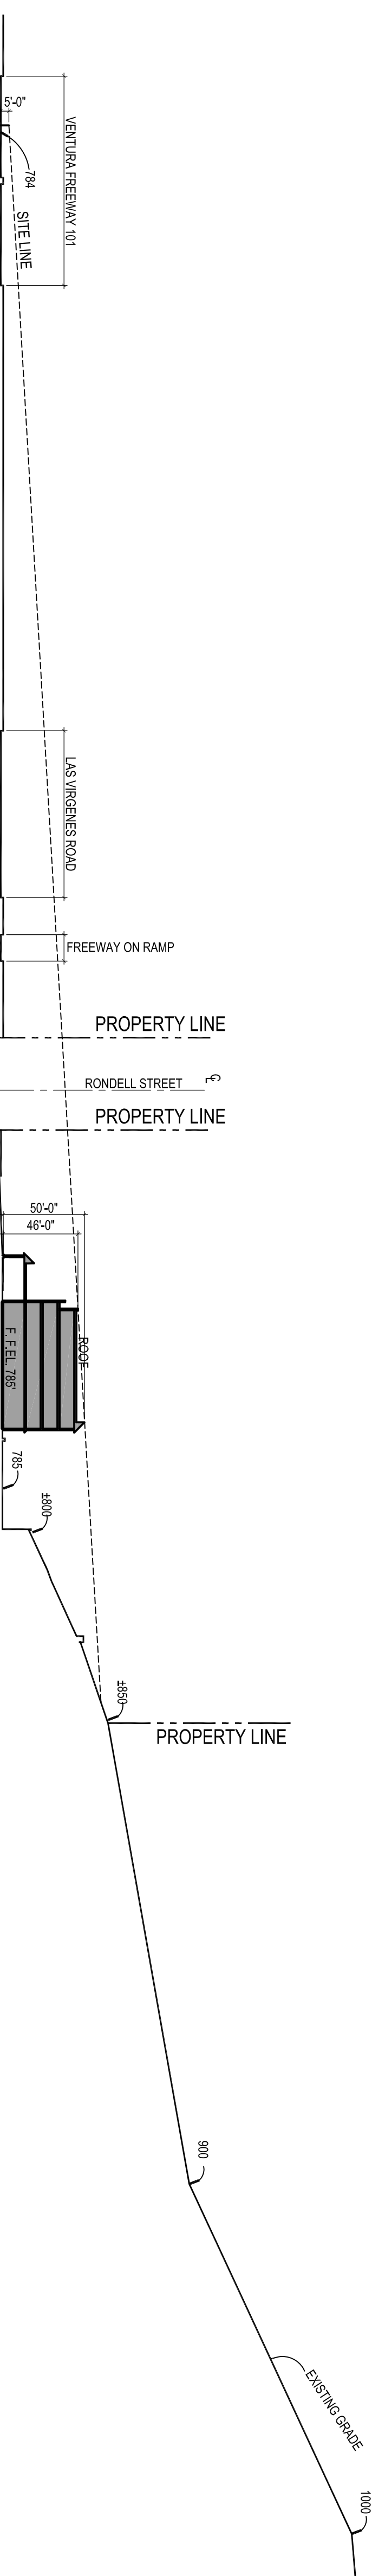 5'-0"
VENTURA FREEWAY 101
784
SITE LINE
LAS VIRGENES ROAD
FREEWAY ON RAMP
PROPERTY LINE
RONDELL STREET
℄
PROPERTY LINE
50'-0"
46'-0"
ROOF
F. F.EL. 785'
785
±800
±850
PROPERTY LINE
900
EXISTING GRADE
1000